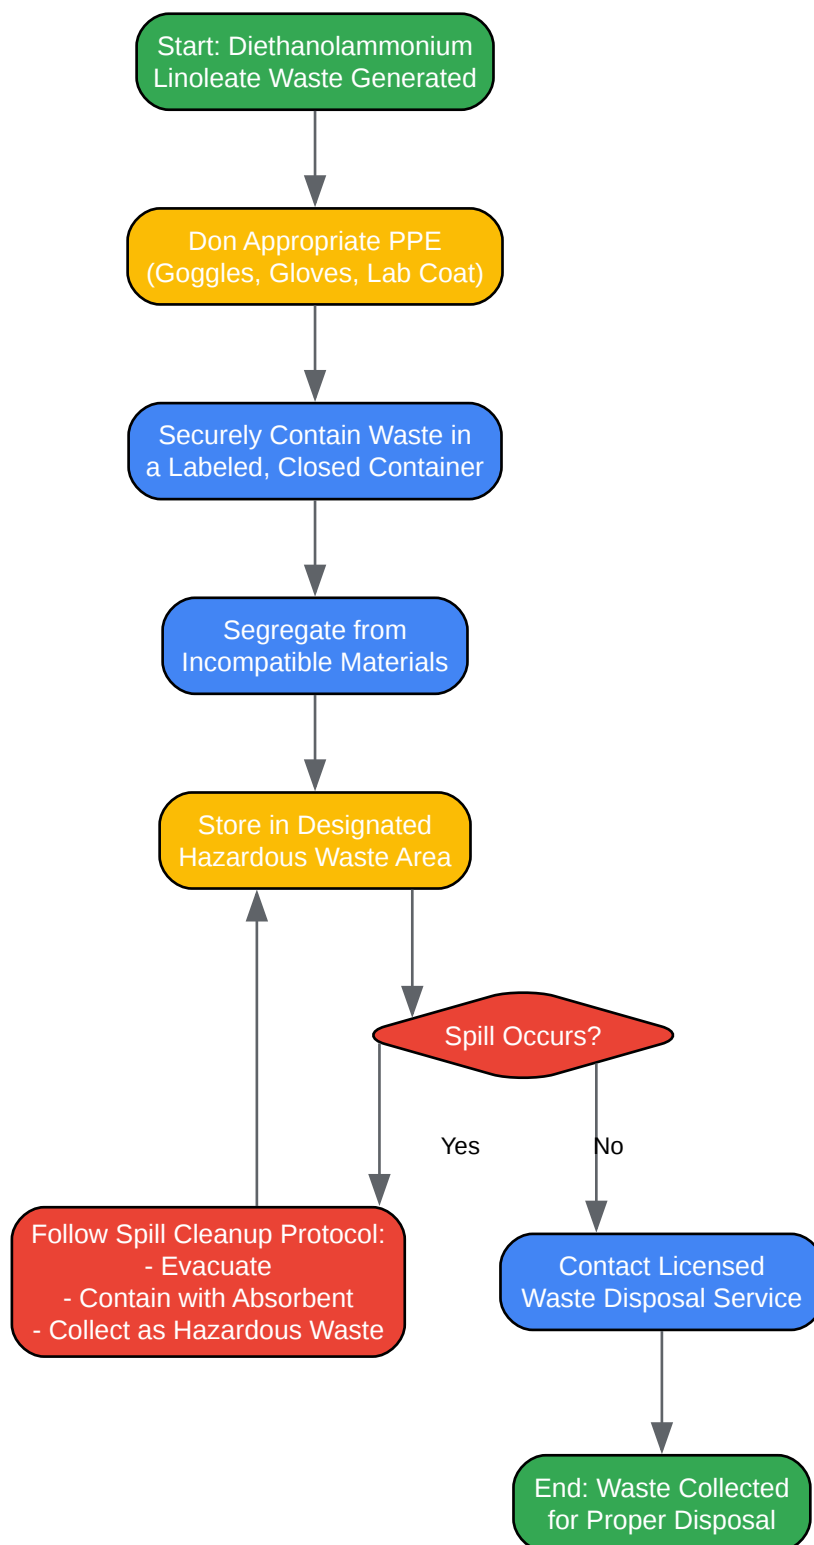 Start: Diethanolammonium
Linoleate Waste Generated
Don Appropriate PPE
(Goggles, Gloves, Lab Coat)
Securely Contain Waste in
a Labeled, Closed Container
Segregate from
Incompatible Materials
Store in Designated
Hazardous Waste Area
Spill Occurs?
Yes
No
Follow Spill Cleanup Protocol:
- Evacuate
- Contain with Absorbent
- Collect as Hazardous Waste
Contact Licensed
Waste Disposal Service
End: Waste Collected
for Proper Disposal